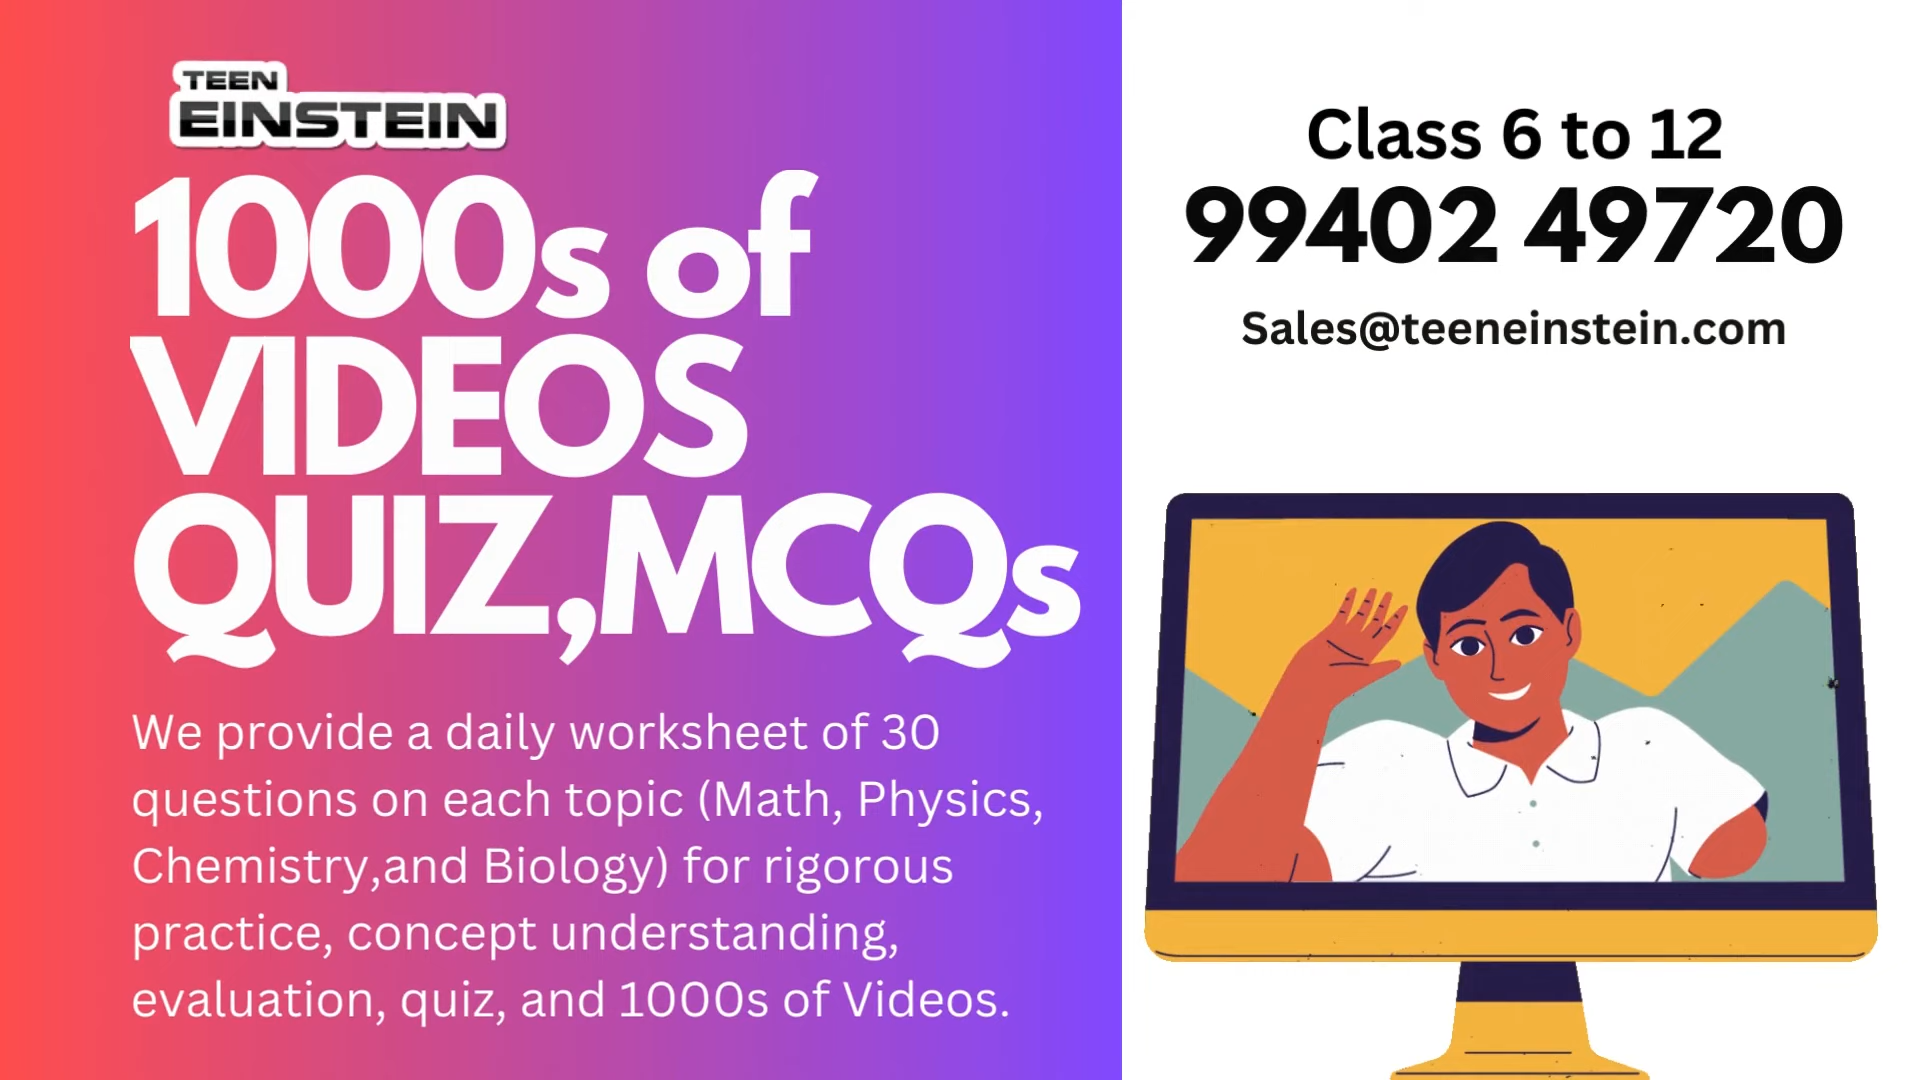 TEEN
EINSTEIN
1000s of
VIDEOS
QUIZ,MCQs
We provide a daily worksheet of 30
questions on each topic (Math, Physics,
Chemistry,and Biology) for rigorous
practice, concept understanding,
evaluation, quiz, and 1000s of Videos.
Class 6 to 12
99402 49720
Sales@teeneinstein.com